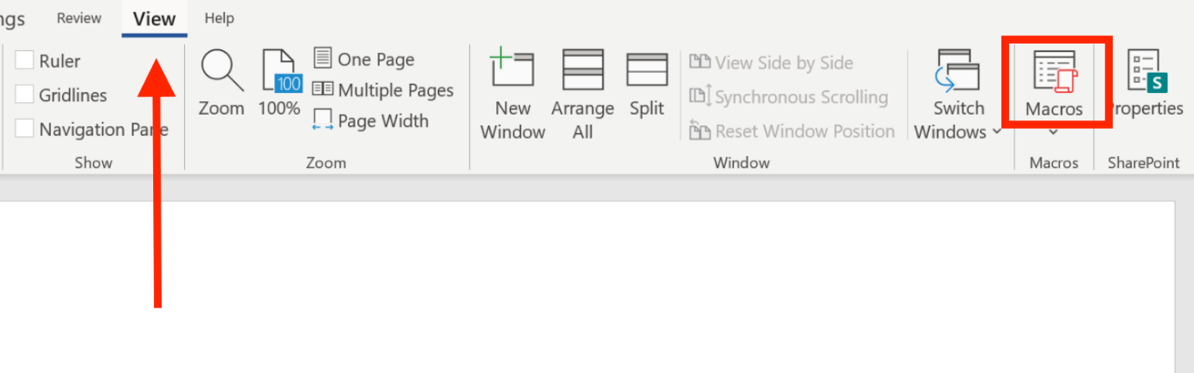 ngs Review View Help
Ruler
Gridlines
Navigation Pane
Show
Zoom
100
100%
One Page
Multiple Pages
Page Width
Zoom
New
Window
Arrange
All
Split
View Side by Side
Synchronous Scrolling
Reset Window Position
Switch
Windows
Window
Macros
Macros
S
Properties
SharePoint